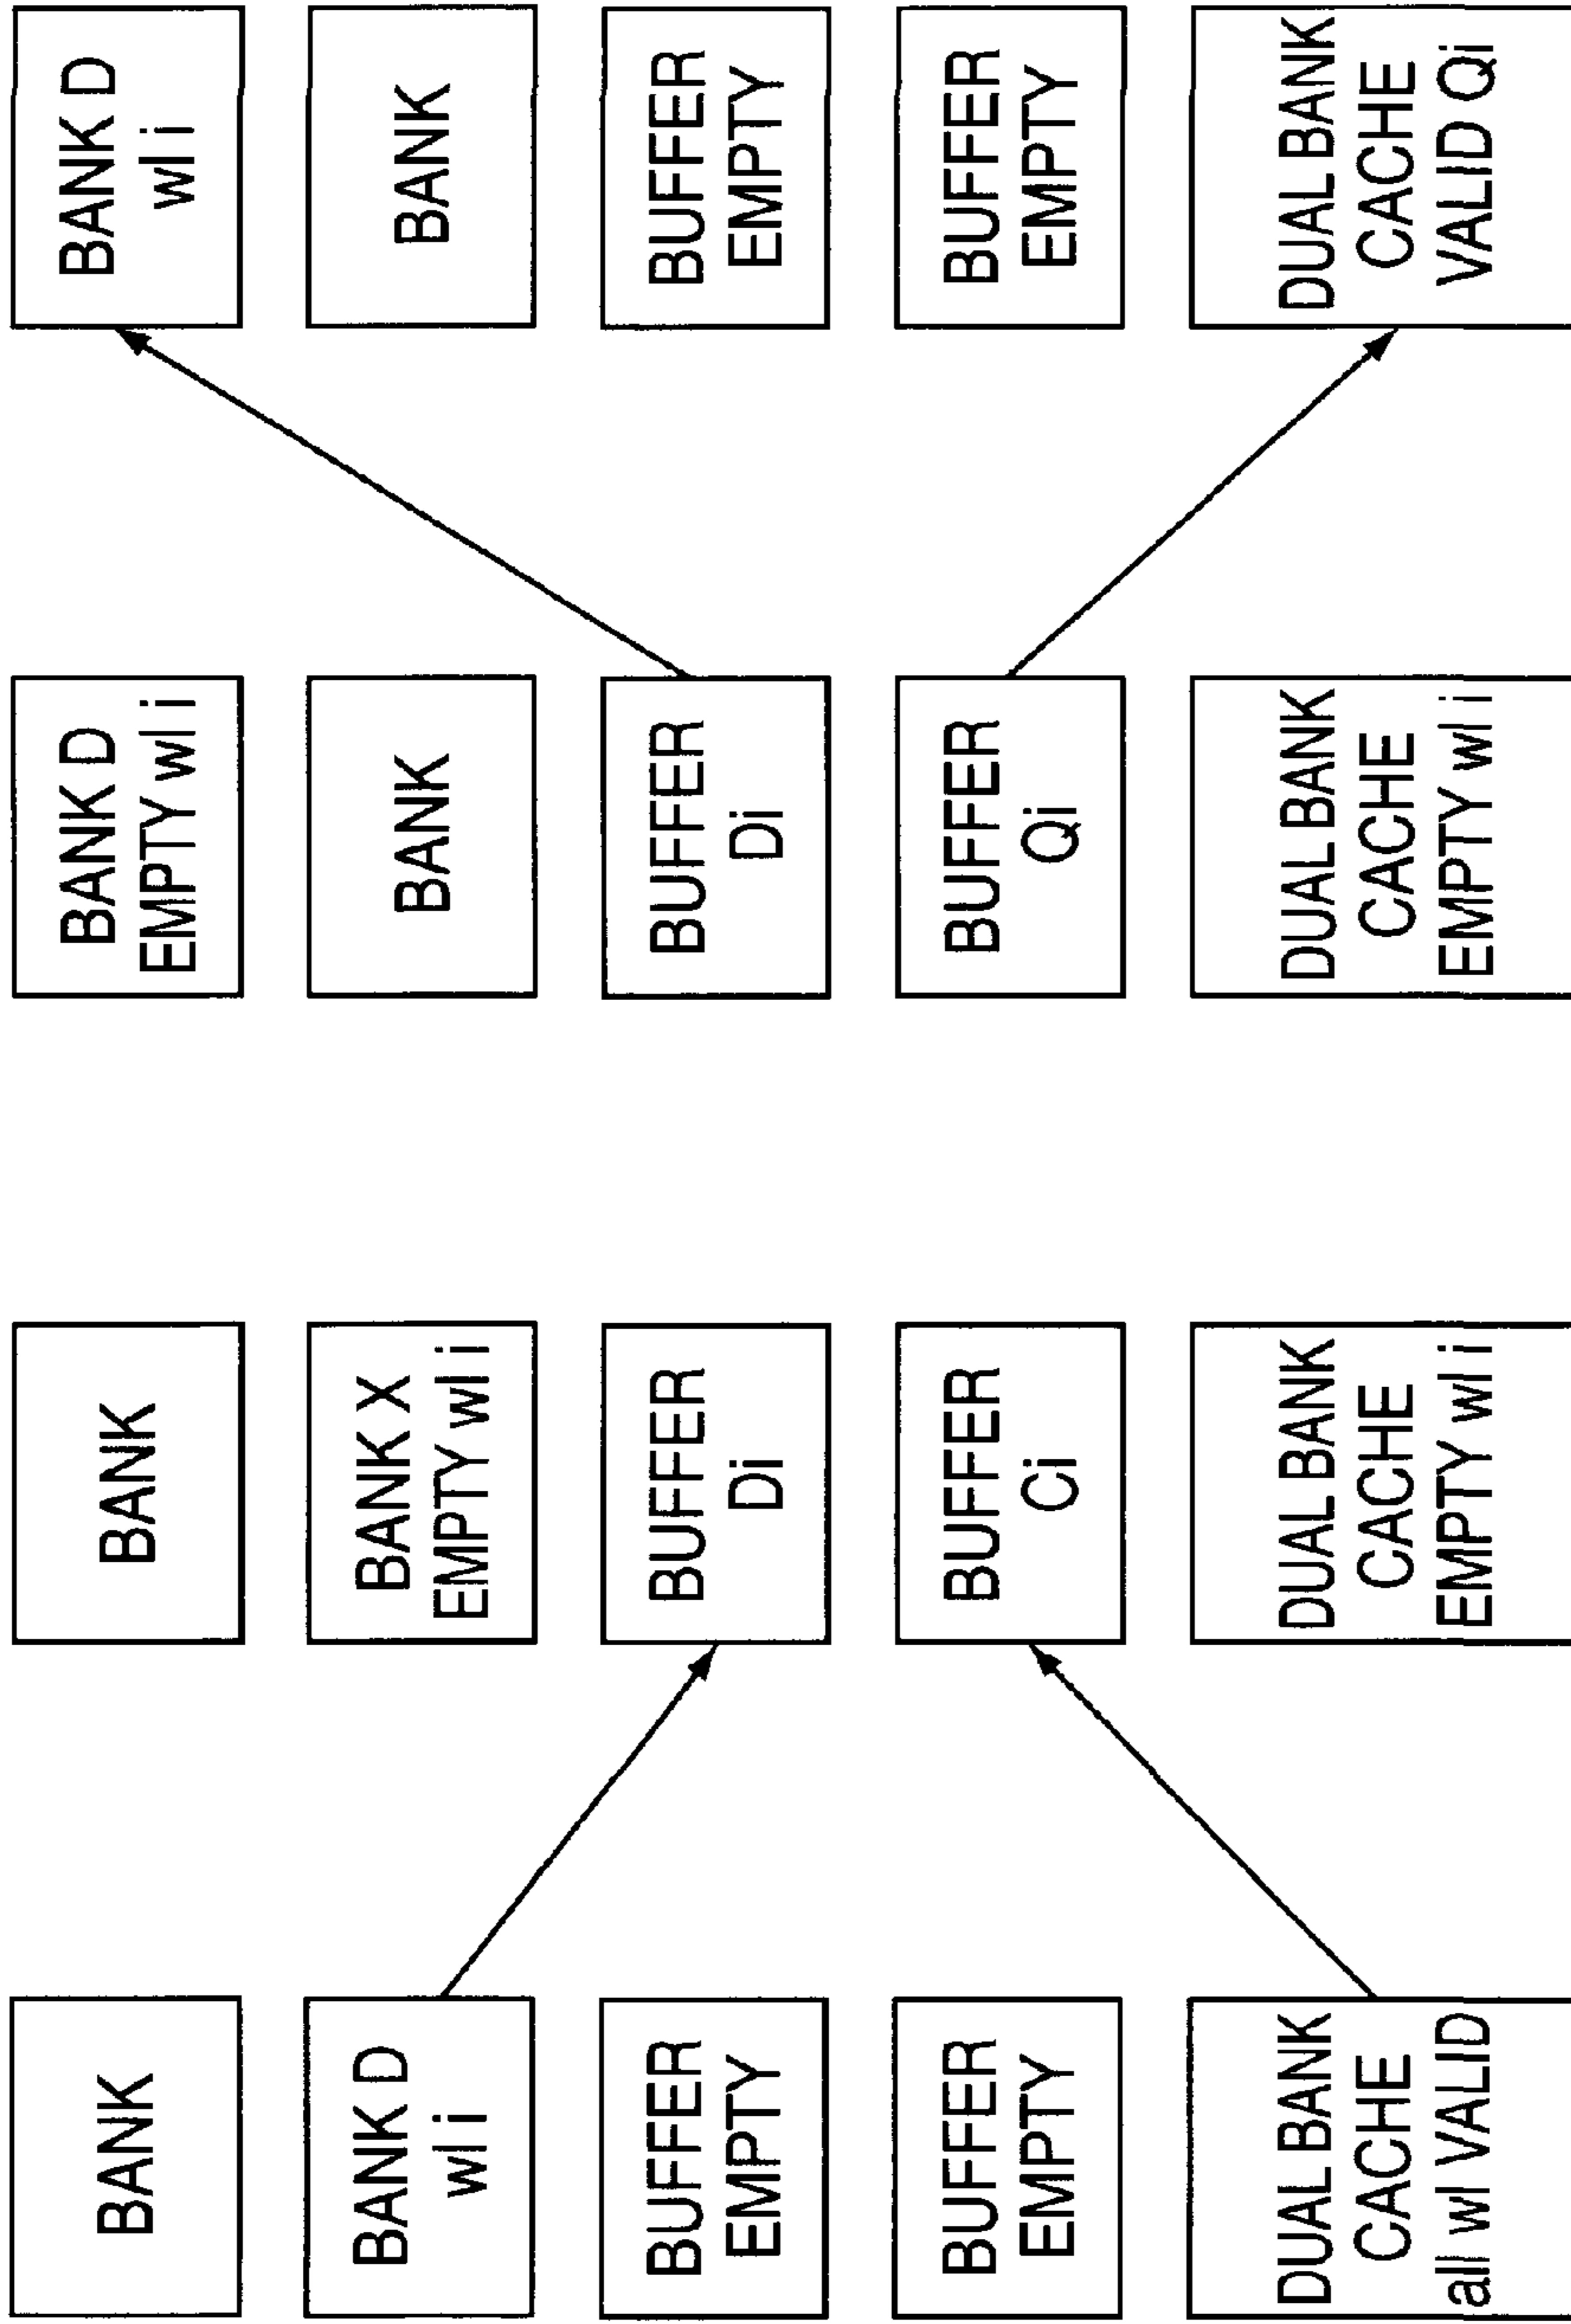 BANK
BANK
BANK D
EMPTY wl i
BANK D
wl i
BANK D
wl i
BANK X
EMPTY wl i
BANK
BANK
BUFFER
EMPTY
BUFFER
Di
BUFFER
Di
BUFFER
EMPTY
BUFFER
EMPTY
BUFFER
Ci
BUFFER
Qi
BUFFER
EMPTY
DUAL BANK
CACHE
all wl VALID
DUAL BANK
CACHE
EMPTY wl i
DUAL BANK
CACHE
EMPTY wl i
DUAL BANK
CACHE
VALID Qi